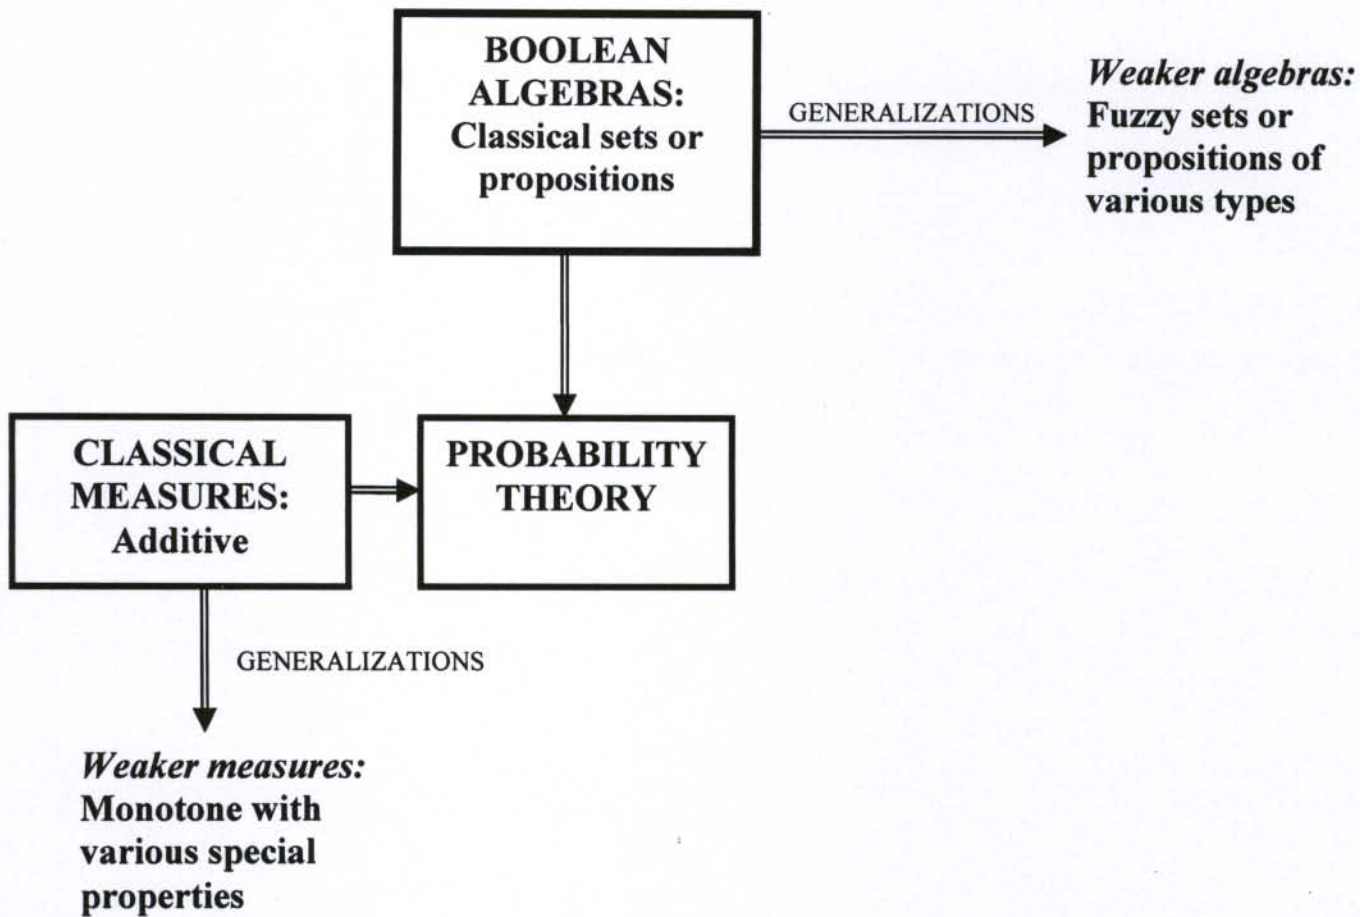 BOOLEAN
ALGEBRAS:
Classical sets or
propositions
GENERALIZATIONS
Weaker algebras:
Fuzzy sets or
propositions of
various types
CLASSICAL
MEASURES:
Additive
PROBABILITY
THEORY
GENERALIZATIONS
Weaker measures:
Monotone with
various special
properties